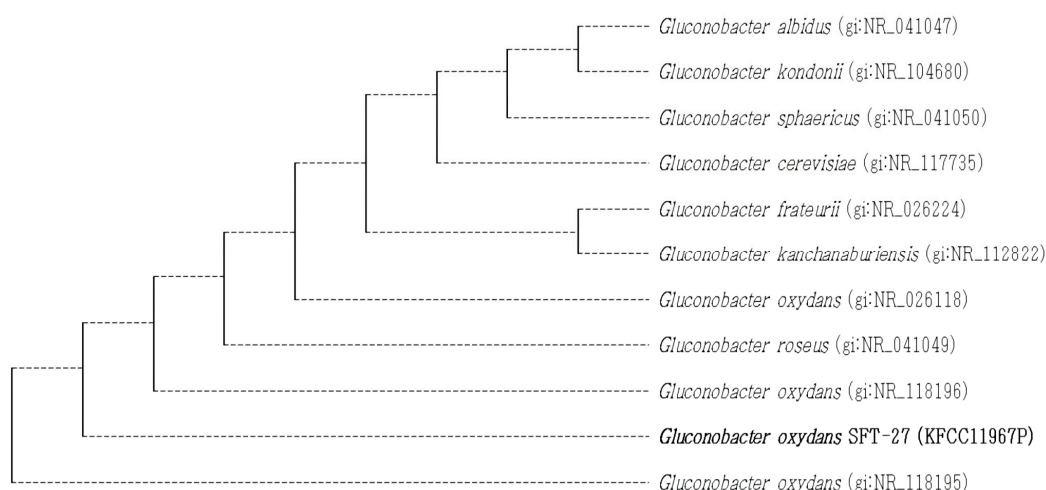 Gluconobacter albidus (gi:NR_041047)
Gluconobacter kondonii (gi:NR_104680)
Gluconobacter sphaericus (gi:NR_041050)
Gluconobacter cerevisiae (gi:NR_117735)
Gluconobacter frateurii (gi:NR_026224)
Gluconobacter kanchanaburiensis (gi:NR_112822)
Gluconobacter oxydans (gi:NR_026118)
Gluconobacter roseus (gi:NR_041049)
Gluconobacter oxydans (gi:NR_118196)
Gluconobacter oxydans SFT-27 (KFCC11967P)
Gluconobacter oxydans (gi:NR_118195)